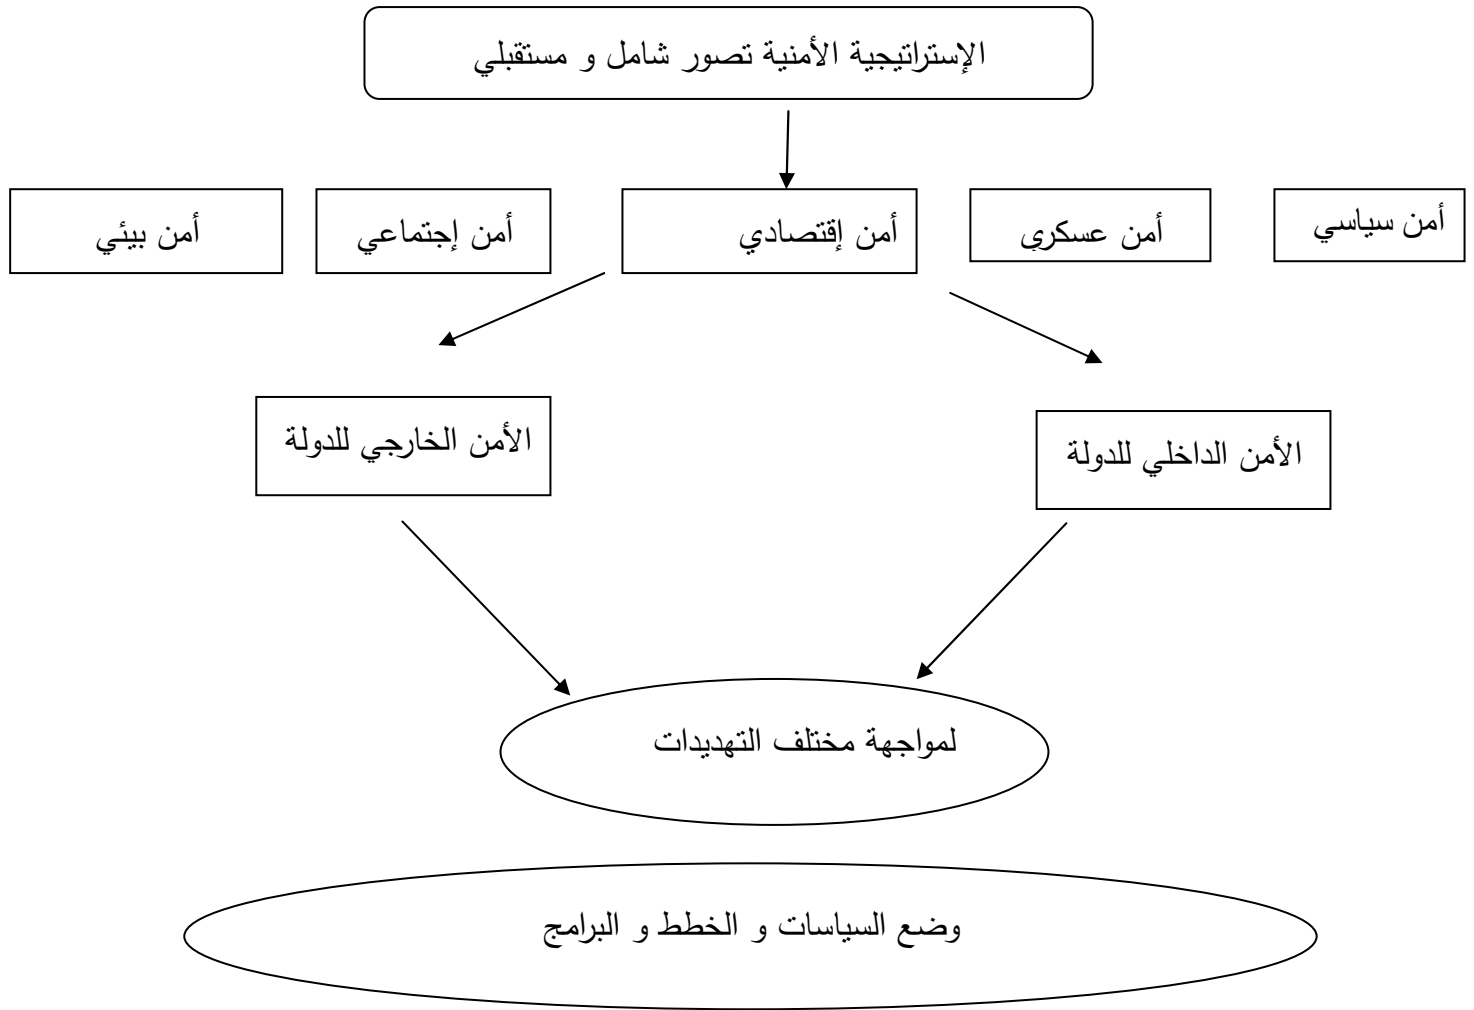 الإستراتيجية الأمنية تصور شامل و مستقبلي
أمن سياسي
أمن عسكري
أمن إقتصادي
أمن إجتماعي
أمن بيئي
الأمن الداخلي للدولة
الأمن الخارجي للدولة
لمواجهة مختلف التهديدات
وضع السياسات و الخطط و البرامج